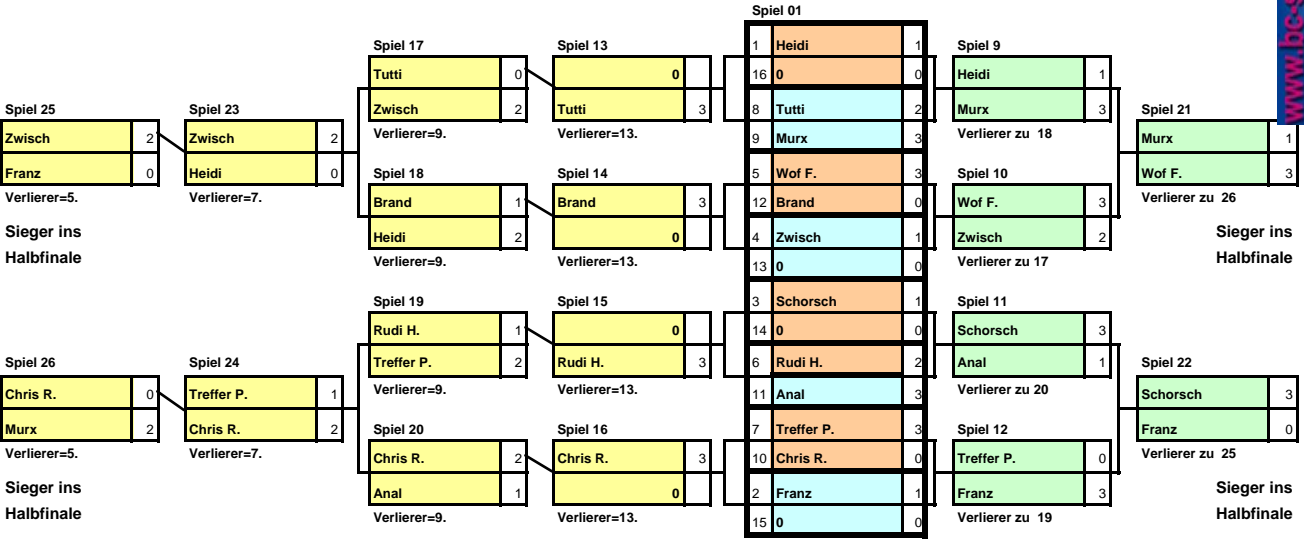 Spiel 01
1 Heidi 1
Spiel 17 Spiel 13 Spiel 9
Tutti 0 0 16 0 0 Heidi 1
Spiel 25 Spiel 23 Zwisch 2 Tutti 3 8 Tutti 2 Murx 3 Spiel 21
Zwisch 2 Zwisch 2 Verlierer=9. Verlierer=13. 9 Murx 3 Verlierer zu 18 Murx 1
Franz 0 Heidi 0 Spiel 18 Spiel 14 5 Wof F. 3 Spiel 10 Wof F. 3
Verlierer=5. Verlierer=7. Brand 1 Brand 3 12 Brand 0 Wof F. 3 Verlierer zu 26
Sieger ins Heidi 2 0 4 Zwisch 1 Zwisch 2 Sieger ins
Halbfinale Verlierer=9. Verlierer=13. 13 0 0 Verlierer zu 17 Halbfinale
Spiel 19 Spiel 15 3 Schorsch 1 Spiel 11
Rudi H. 1 0 14 0 0 Schorsch 3
Spiel 26 Spiel 24 Treffer P. 2 Rudi H. 3 6 Rudi H. 2 Anal 1 Spiel 22
Chris R. 0 Treffer P. 1 Verlierer=9. Verlierer=13. 11 Anal 3 Verlierer zu 20 Schorsch 3
Murx 2 Chris R. 2 Spiel 20 Spiel 16 7 Treffer P. 3 Spiel 12 Franz 0
Verlierer=5. Verlierer=7. Chris R. 2 Chris R. 3 10 Chris R. 0 Treffer P. 0 Verlierer zu 25
Sieger ins Anal 1 0 2 Franz 1 Franz 3 Sieger ins
Halbfinale Verlierer=9. Verlierer=13. 15 0 0 Verlierer zu 19 Halbfinale
www.bc-s